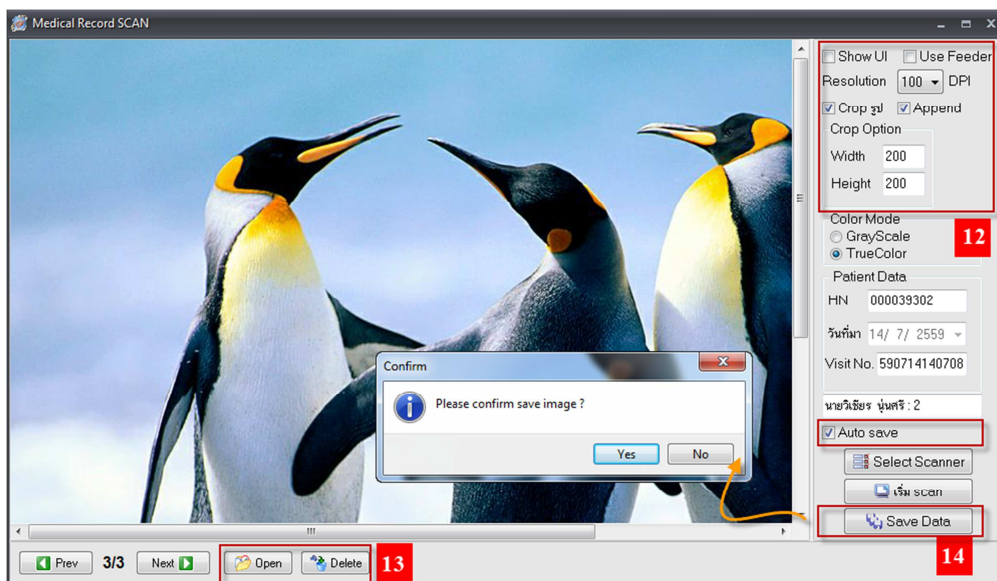 Medical Record SCAN
Show UI Use Feeder
Resolution 100 DPI
Crop รูป Append
Crop Option
Width 200
Height 200
12
Color Mode
GrayScale
TrueColor
Patient Data
HN 000039302
วันที่มา 14/ 7/ 2559
Visit No. 590714140708
นายวิเชียร นุ่นศรี : 2
Auto save
Select Scanner
เริ่ม scan
Save Data
14
Confirm
Please confirm save image ?
Yes No
Prev 3/3 Next Open Delete 13